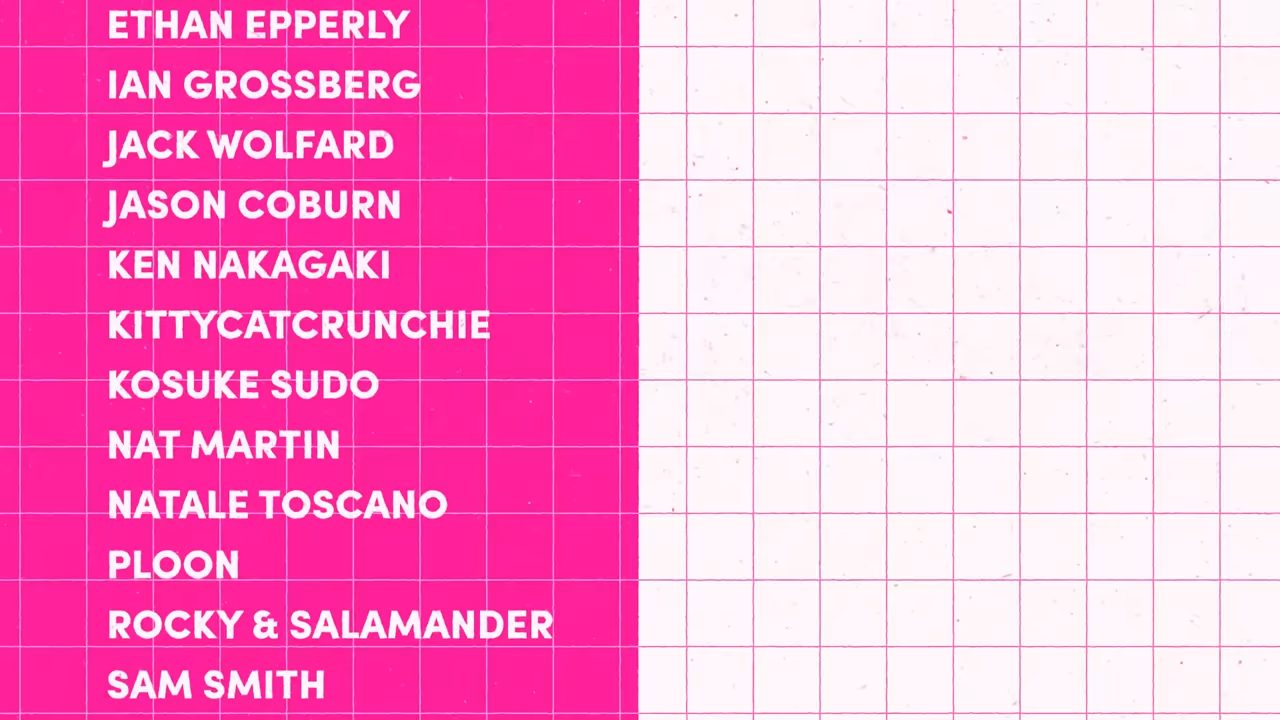 ETHAN EPPERLY
IAN GROSSBERG
JACK WOLFARD
JASON COBURN
KEN NAKAGAKI
KITTYCATCRUNCHIE
KOSUKE SUDO
NAT MARTIN
NATALE TOSCANO
PLOON
ROCKY & SALAMANDER
SAM SMITH